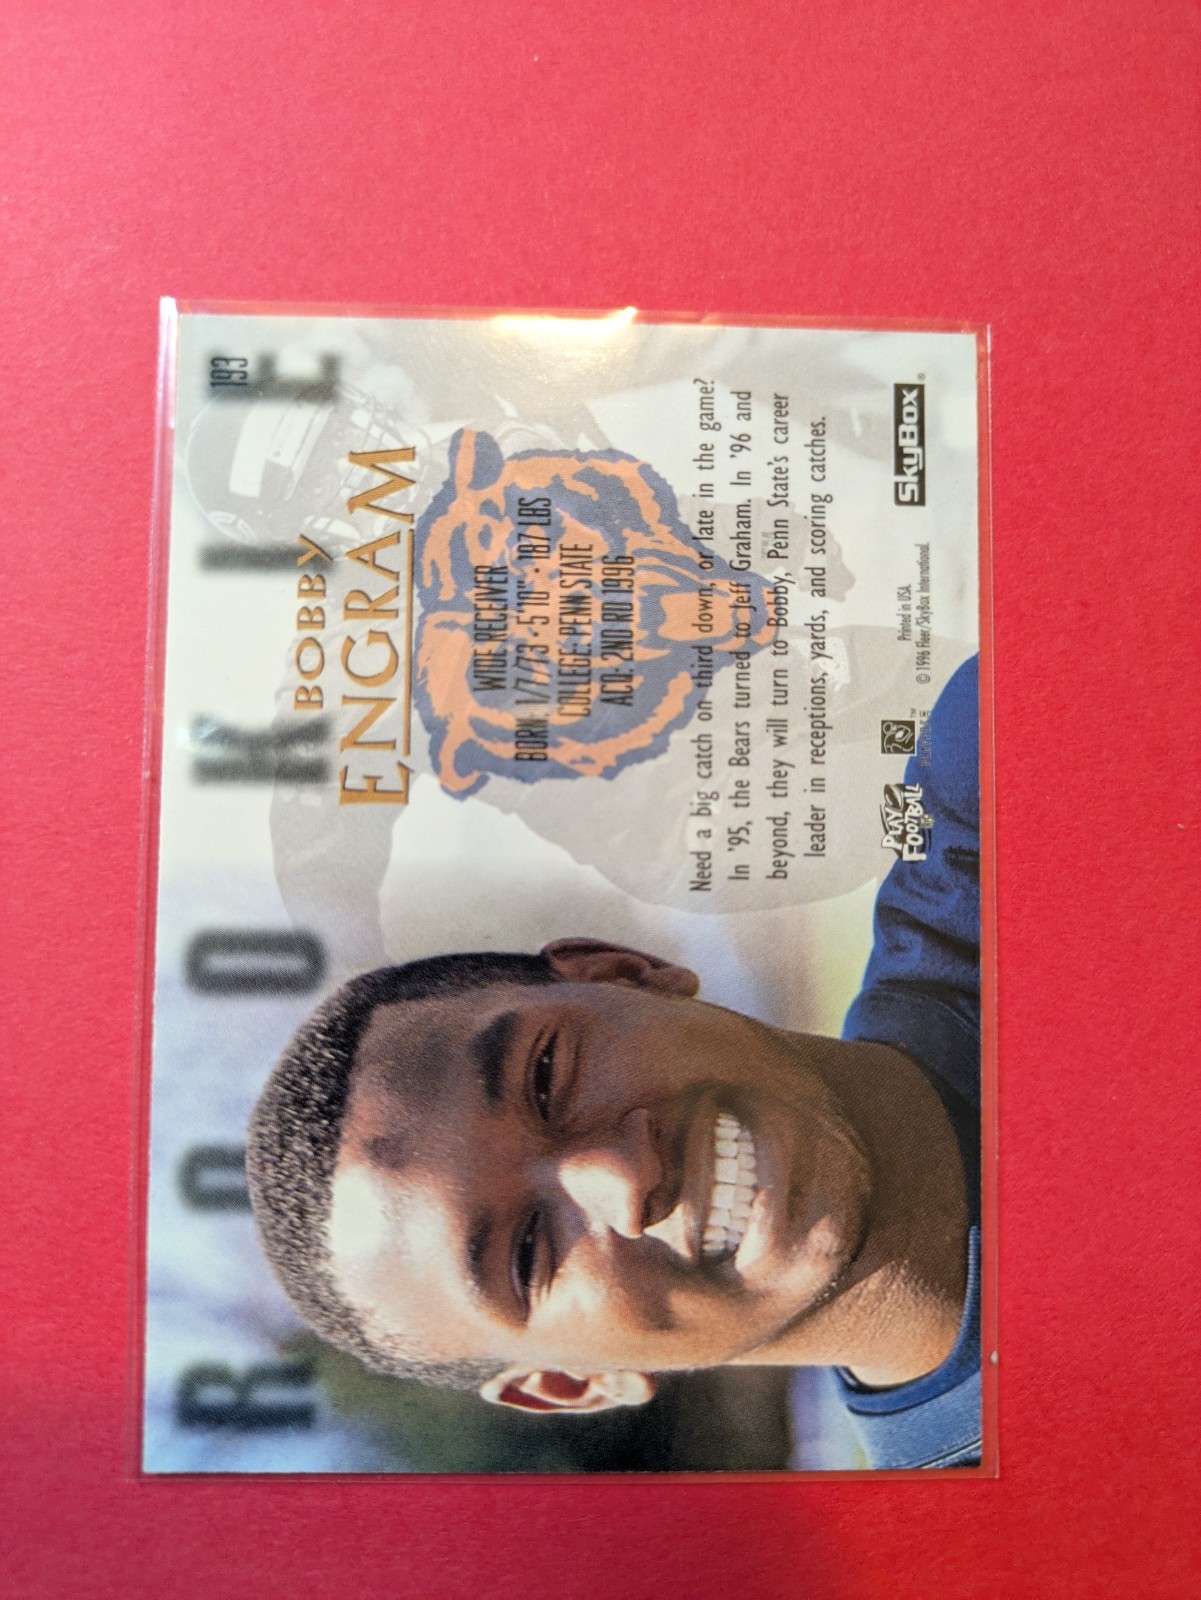 ROOKIE
193
BOBBY
ENGRAM
WIDE RECEIVER
BORN: 1/7/73 • 5'10" • 187 LBS
COLLEGE: PENN STATE
ACQ: 2ND RD 1996
Need a big catch on third down, or late in the game?
In '95, the Bears turned to Jeff Graham. In '96 and
beyond, they will turn to Bobby, Penn State's career
leader in receptions, yards, and scoring catches.
PLAY
FOOTBALL
PLAYERS INC
TM
Printed in USA
© 1996 Fleer/SkyBox International.
SkyBox®